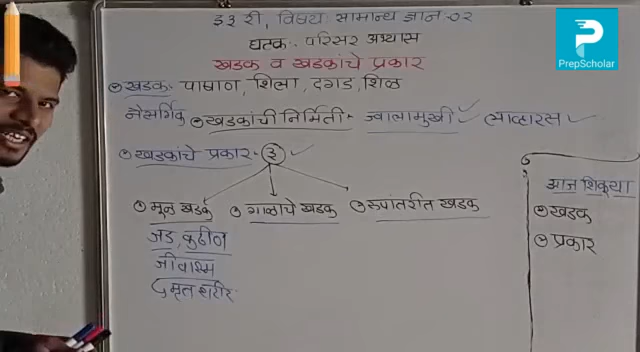 इ३ री, विषय: सामान्य ज्ञान-०२
घटक:- परिसर अभ्यास
खडक व खडकांचे प्रकार
खडक:- पाषाण, शिला, दगड, शिळ
नैसर्गिक खडकांची निर्मिती - ज्वालामुखी ✓ लाव्हारस ✓
खडकांचे प्रकार - ३ ✓
मूळ खडक गाळाचे खडक रूपांतरीत खडक
जड, कठीण
जीवाश्म
मृत शरीर
आज शिकूया
खडक
प्रकार
PrepScholar